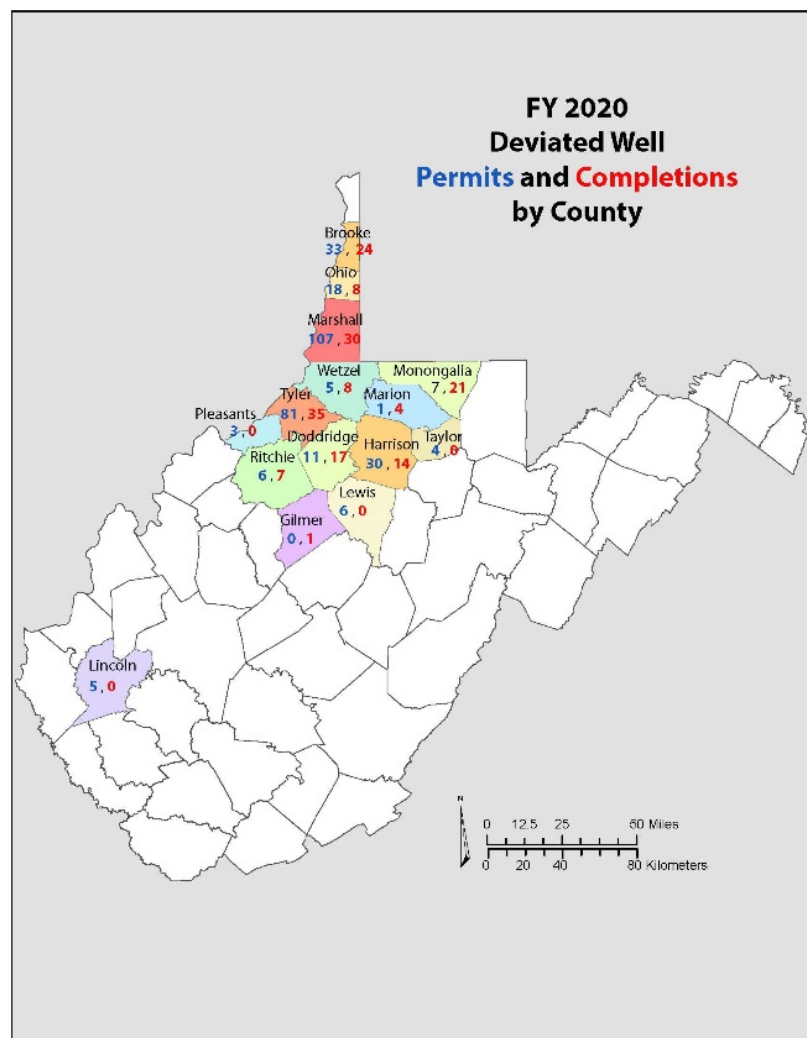 FY 2020
Deviated Well
Permits and Completions
by County
Brooke
33 , 24
Ohio
18 , 8
Marshall
107 , 30
Wetzel
5 , 8
Monongalia
7 , 21
Tyler
81 , 35
Marion
1 , 4
Pleasants
3 , 0
Doddridge
11 , 17
Harrison
30 , 14
Taylor
4 , 0
Ritchie
6 , 7
Lewis
6 , 0
Gilmer
0 , 1
Lincoln
5 , 0
N
0 12.5 25 50 Miles
0 20 40 80 Kilometers